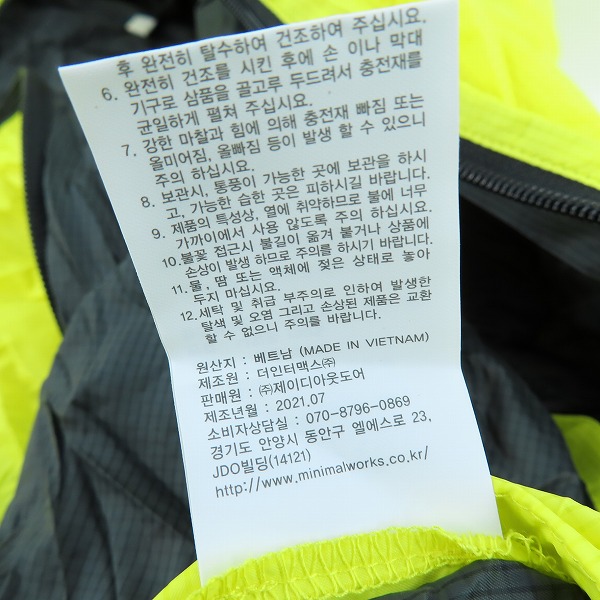 후 완전히 탈수하여 건조하여 주십시요.
6. 완전히 건조를 시킨 후에 손 이나 막대
기구로 상품을 골고루 두드려서 충전재를
균일하게 펼쳐 주십시요.
7. 강한 마찰과 힘에 의해 충전재 빠짐 또는
올미어짐, 올빠짐 등이 발생 할 수 있으니
주의 하십시요.
8. 보관시, 통풍이 가능한 곳에 보관을 하시
고, 가능한 습한 곳은 피하시길 바랍니다.
9. 제품의 특성상, 열에 취약하므로 불에 너무
가까이에서 사용 않도록 주의 하십시요.
10. 불꽃 접근시 불길이 옮겨 붙거나 상품에
손상이 발생 하므로 주의를 하시기 바랍니다.
11. 물, 땀 또는 액체에 젖은 상태로 놓아
두지 마십시요.
12. 세탁 및 취급 부주의로 인하여 발생한
탈색 및 오염 그리고 손상된 제품은 교환
할 수 없으니 주의를 바랍니다.
원산지 : 베트남 (MADE IN VIETNAM)
제조원 : 더인터맥스㈜
판매원 : ㈜제이디아웃도어
제조년월 : 2021.07
소비자상담실 : 070-8796-0869
경기도 안양시 동안구 엘에스로 23,
JDO빌딩(14121)
http://www.minimalworks.co.kr/